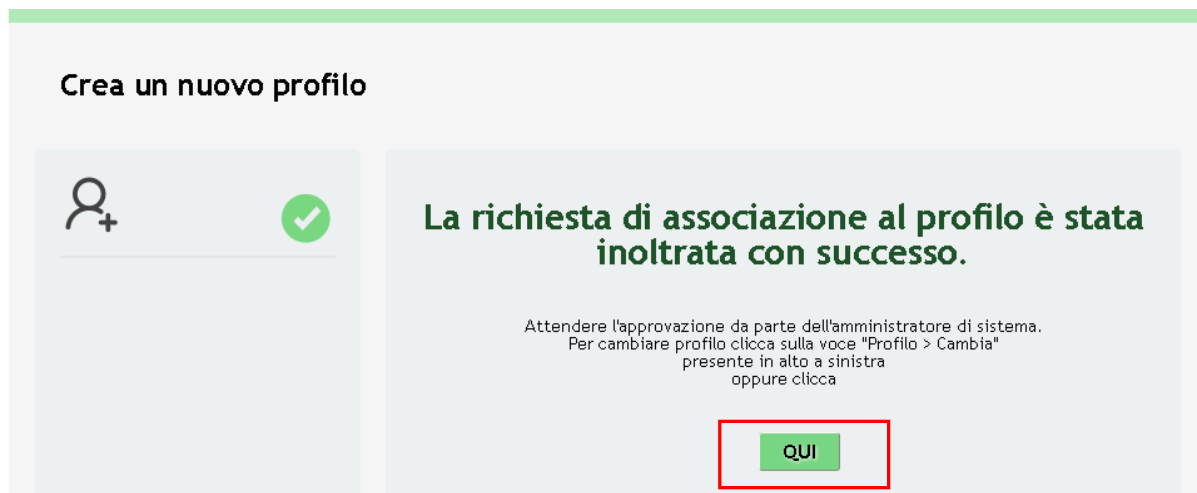 Crea un nuovo profilo
La richiesta di associazione al profilo è stata
inoltrata con successo.
Attendere l'approvazione da parte dell'amministratore di sistema.
Per cambiare profilo clicca sulla voce "Profilo > Cambia"
presente in alto a sinistra
oppure clicca
QUI